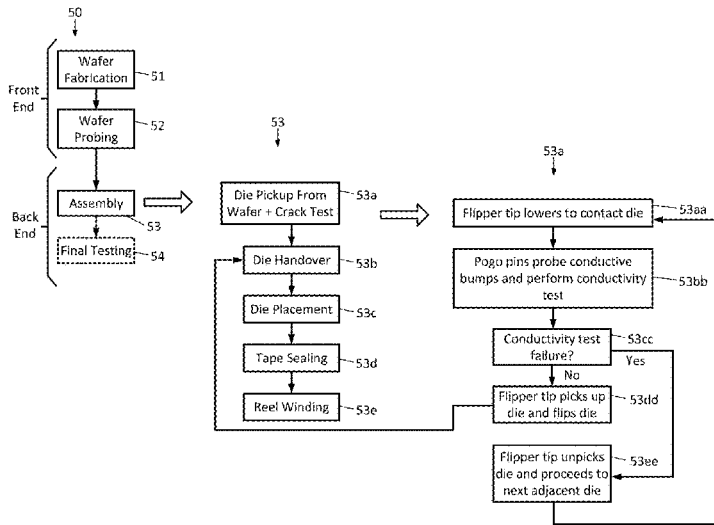 50
Front
End
Wafer
Fabrication
51
Wafer
Probing
52
Back
End
Assembly
53
Final Testing
54
53
Die Pickup From
Wafer + Crack Test
53a
Die Handover
53b
Die Placement
53c
Tape Sealing
53d
Reel Winding
53e
53a
Flipper tip lowers to contact die
53aa
Pogo pins probe conductive
bumps and perform conductivity
test
53bb
Conductivity test
failure?
53cc
Yes
No
Flipper tip picks up
die and flips die
53dd
Flipper tip unpicks
die and proceeds to
next adjacent die
53ee